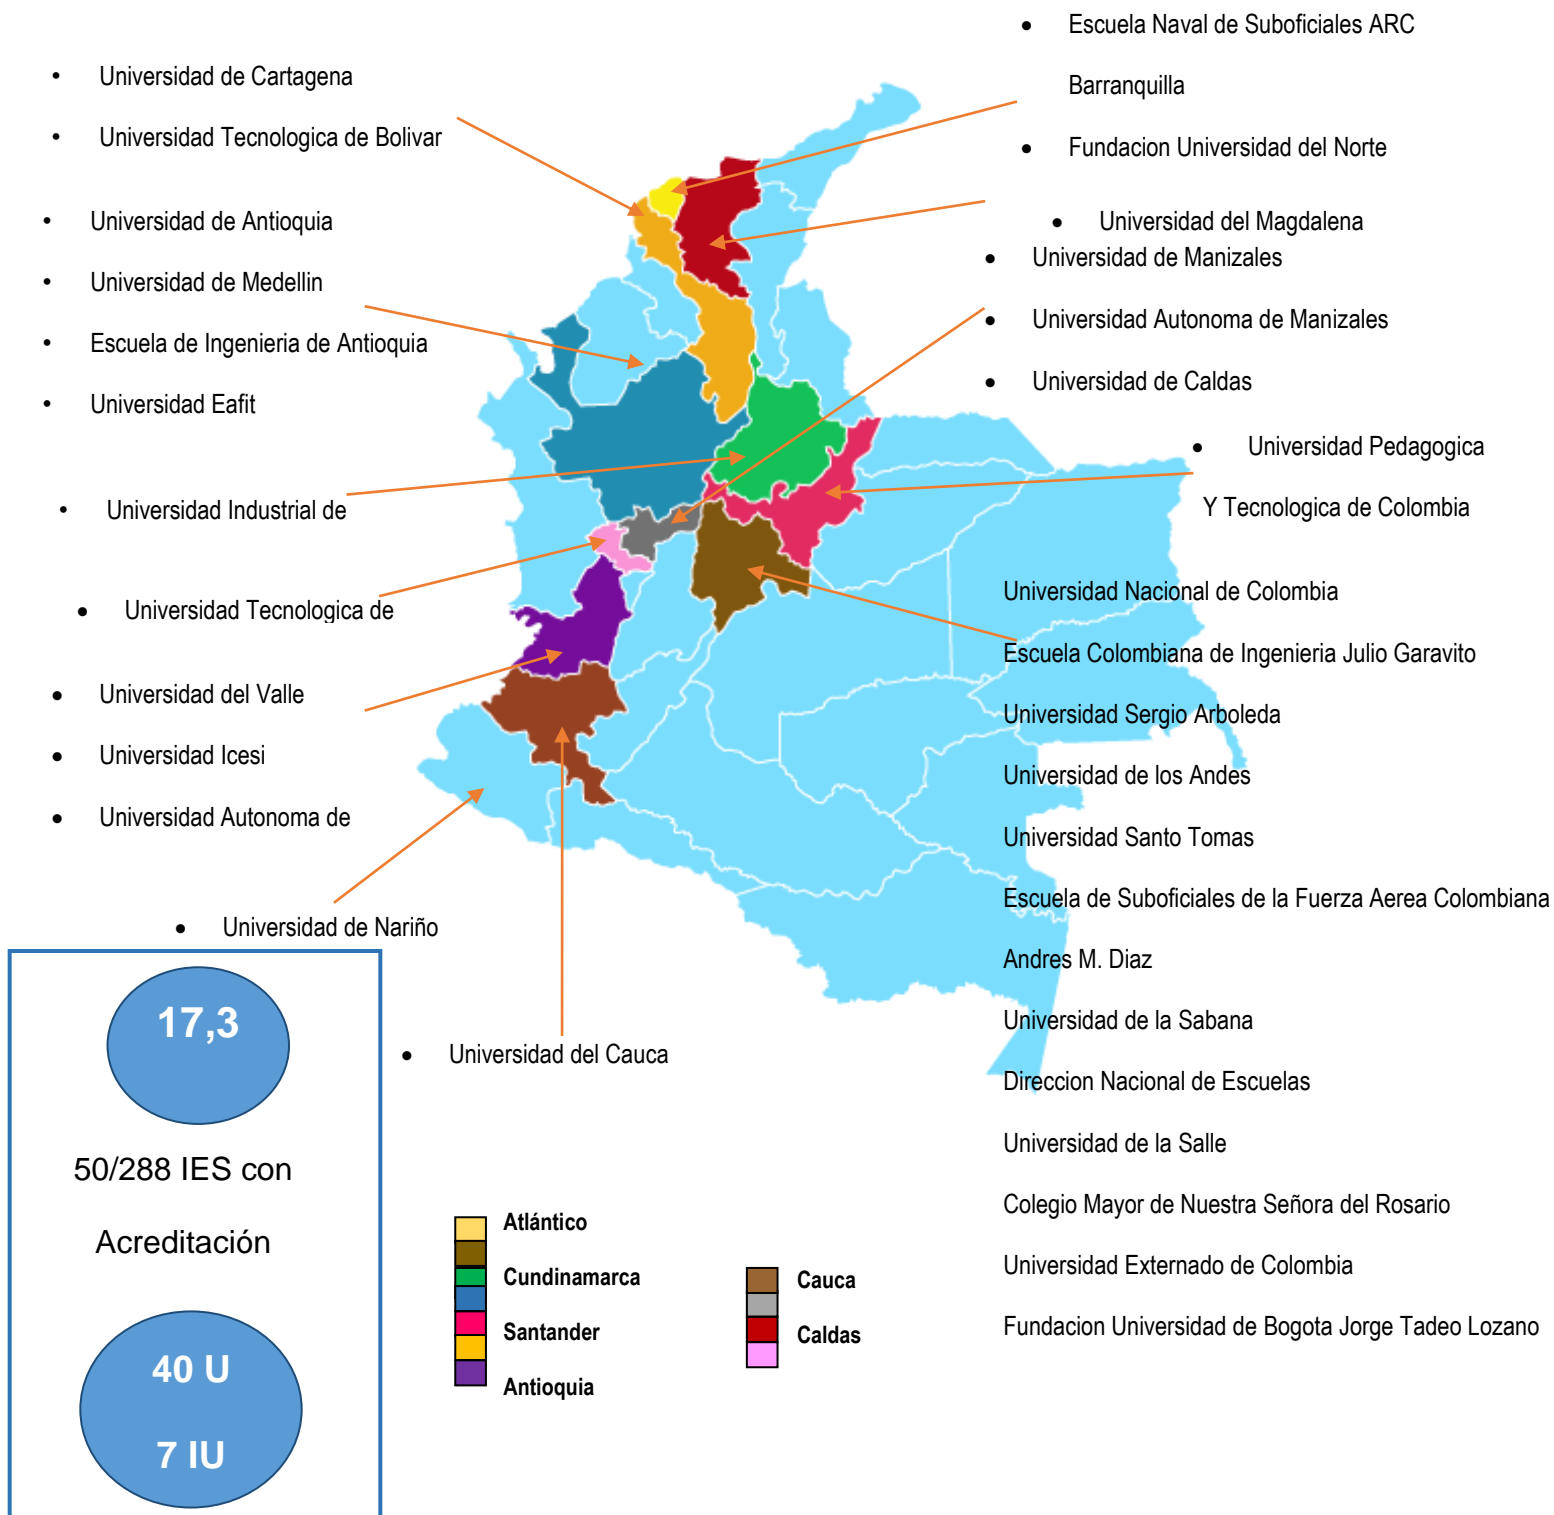 • Escuela Naval de Suboficiales ARC
Barranquilla
• Fundacion Universidad del Norte
• Universidad del Magdalena
• Universidad de Cartagena
• Universidad Tecnologica de Bolivar
• Universidad de Antioquia
• Universidad de Medellin
• Escuela de Ingenieria de Antioquia
• Universidad Eafit
• Universidad de Manizales
• Universidad Autonoma de Manizales
• Universidad de Caldas
• Universidad Pedagogica
Y Tecnologica de Colombia
• Universidad Industrial de
• Universidad Tecnologica de
• Universidad del Valle
• Universidad Icesi
• Universidad Autonoma de
• Universidad de Nariño
• Universidad del Cauca
Universidad Nacional de Colombia
Escuela Colombiana de Ingenieria Julio Garavito
Universidad Sergio Arboleda
Universidad de los Andes
Universidad Santo Tomas
Escuela de Suboficiales de la Fuerza Aerea Colombiana
Andres M. Diaz
Universidad de la Sabana
Direccion Nacional de Escuelas
Universidad de la Salle
Colegio Mayor de Nuestra Señora del Rosario
Universidad Externado de Colombia
Fundacion Universidad de Bogota Jorge Tadeo Lozano
17,3
50/288 IES con
Acreditación
40 U
7 IU
Atlántico
Cundinamarca
Santander
Antioquia
Cauca
Caldas